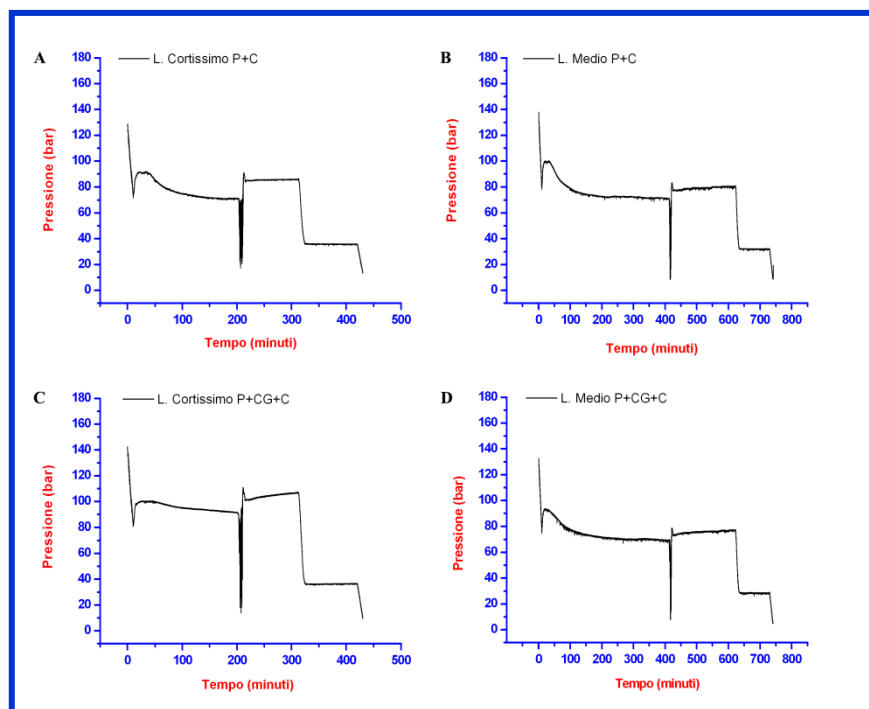 A
L. Cortissimo P+C
180
160
140
120
100
80
60
40
20
0
Pressione (bar)
0 100 200 300 400 500
Tempo (minuti)
B
L. Medio P+C
180
160
140
120
100
80
60
40
20
0
Pressione (bar)
0 100 200 300 400 500 600 700 800
Tempo (minuti)
C
L. Cortissimo P+CG+C
180
160
140
120
100
80
60
40
20
0
Pressione (bar)
0 100 200 300 400 500
Tempo (minuti)
D
L. Medio P+CG+C
180
160
140
120
100
80
60
40
20
0
Pressione (bar)
0 100 200 300 400 500 600 700 800
Tempo (minuti)